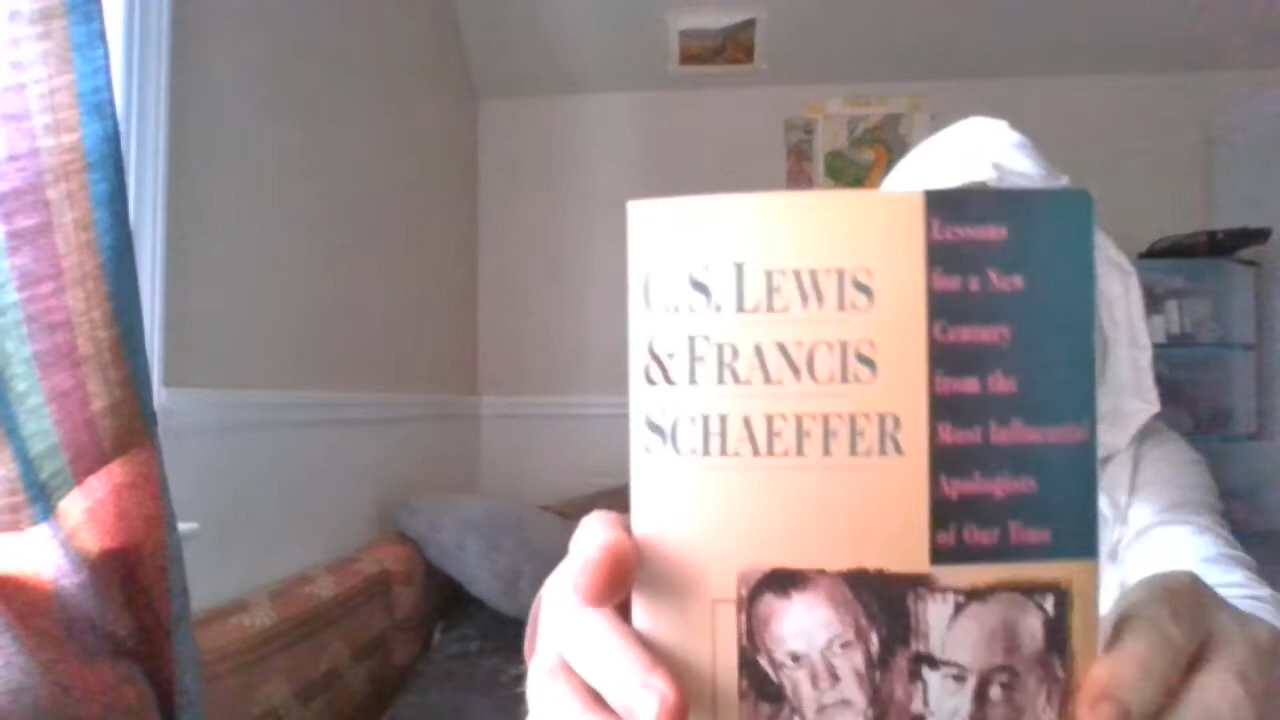 C. S. LEWIS
& FRANCIS
SCHAEFFER
Lessons
for a New
Century
from the
Most Influential
Apologists
of Our Time